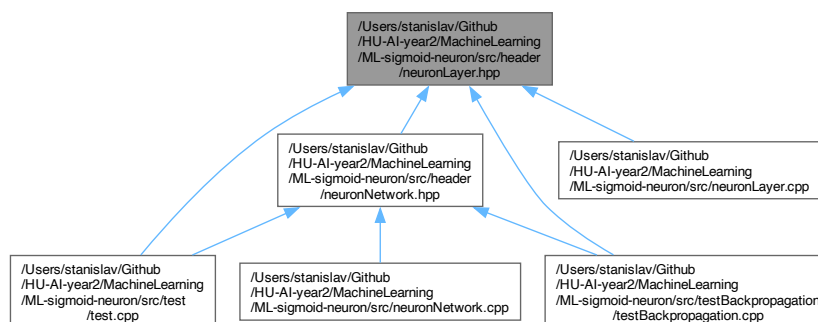 /Users/stanislav/Github
/HU-AI-year2/MachineLearning
/ML-sigmoid-neuron/src/header
/neuronLayer.hpp
/Users/stanislav/Github
/HU-AI-year2/MachineLearning
/ML-sigmoid-neuron/src/header
/neuronNetwork.hpp
/Users/stanislav/Github
/HU-AI-year2/MachineLearning
/ML-sigmoid-neuron/src/neuronLayer.cpp
/Users/stanislav/Github
/HU-AI-year2/MachineLearning
/ML-sigmoid-neuron/src/test
/test.cpp
/Users/stanislav/Github
/HU-AI-year2/MachineLearning
/ML-sigmoid-neuron/src/neuronNetwork.cpp
/Users/stanislav/Github
/HU-AI-year2/MachineLearning
/ML-sigmoid-neuron/src/testBackpropagation
/testBackpropagation.cpp